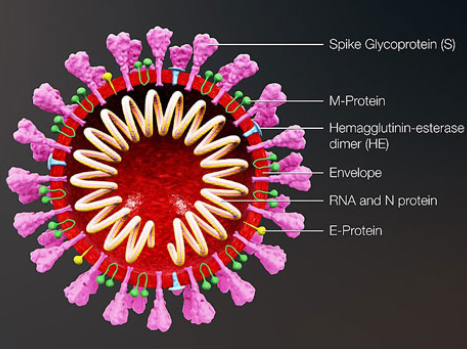 Spike Glycoprotein (S)
M-Protein
Hemagglutinin-esterase
dimer (HE)
Envelope
RNA and N protein
E-Protein